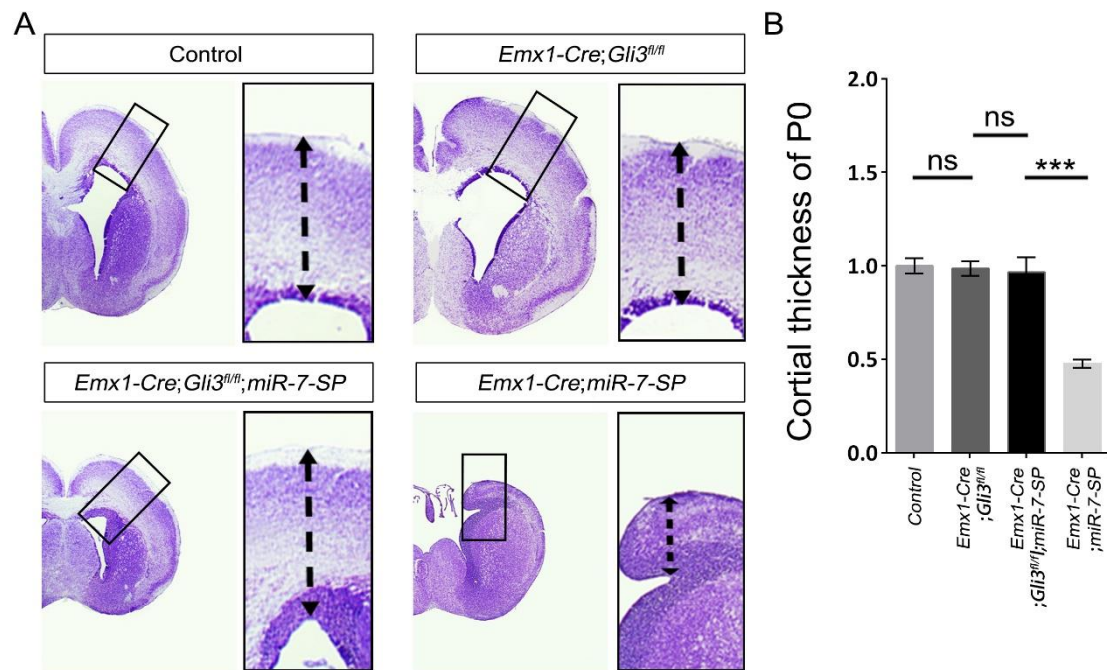 A
Control
Emx1-Cre;Gli3fl/fl
Emx1-Cre;Gli3fl/fl;miR-7-SP
Emx1-Cre;miR-7-SP
B
Cortial thickness of P0
2.0
1.5
1.0
0.5
0.0
ns
ns
***
Control
Emx1-Cre
;Gli3fl/fl
Emx1-Cre
;Gli3fl/fl;miR-7-SP
Emx1-Cre
;miR-7-SP